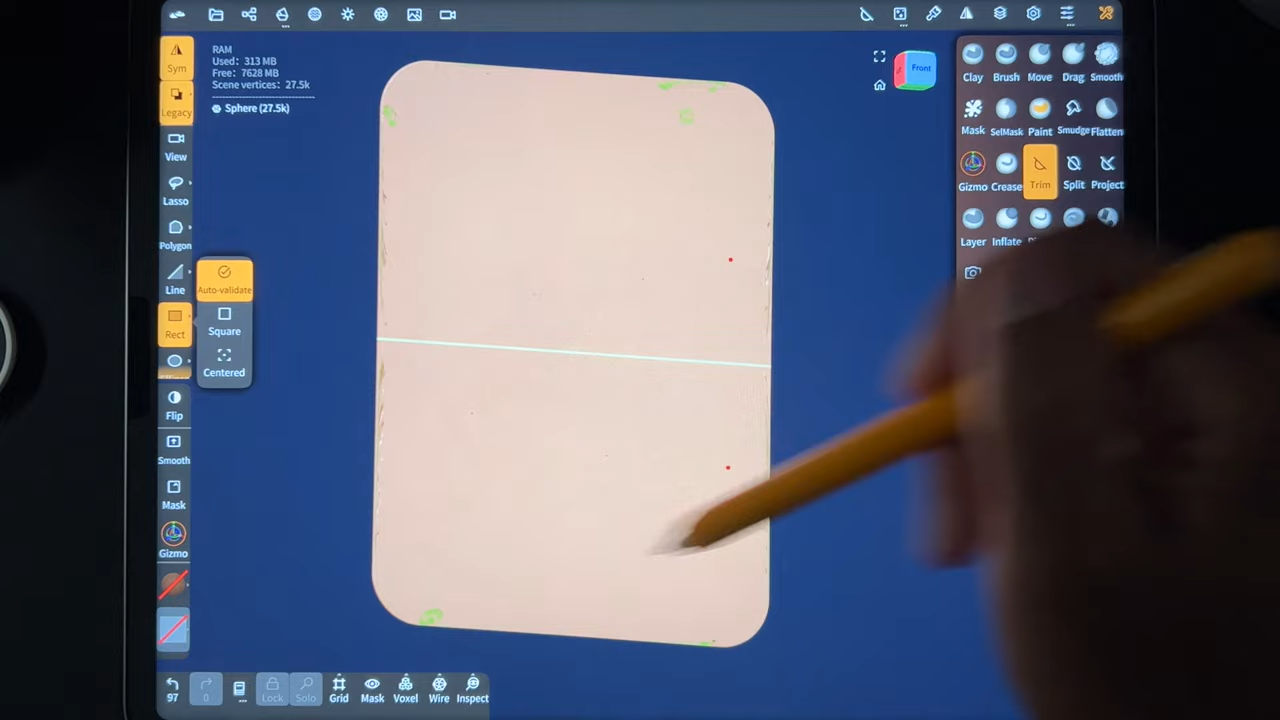 RAM
Used: 313 MB
Free: 7628 MB
Scene vertices: 27.5k
Sphere (27.5k)
Front
Sym
Legacy
View
Lasso
Polygon
Line
Rect
Auto-validate
Square
Centered
Flip
Smooth
Mask
Gizmo
Clay Brush Move Drag Smooth
Mask SelMask Paint Smudge Flatten
Gizmo Crease Trim Split Project
Layer Inflate
97 0 Lock Solo Grid Mask Voxel Wire Inspect